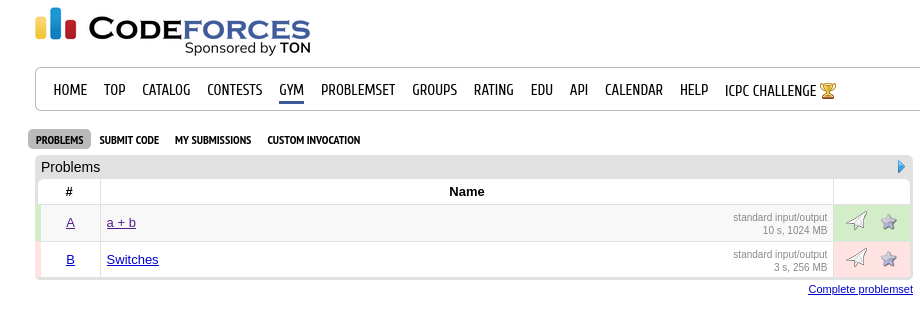 CODEFORCES
Sponsored by TON
HOME TOP CATALOG CONTESTS GYM PROBLEMSET GROUPS RATING EDU API CALENDAR HELP ICPC CHALLENGE
PROBLEMS SUBMIT CODE MY SUBMISSIONS CUSTOM INVOCATION
Problems
# Name
A a + b standard input/output
10 s, 1024 MB
B Switches standard input/output
3 s, 256 MB
Complete problemset